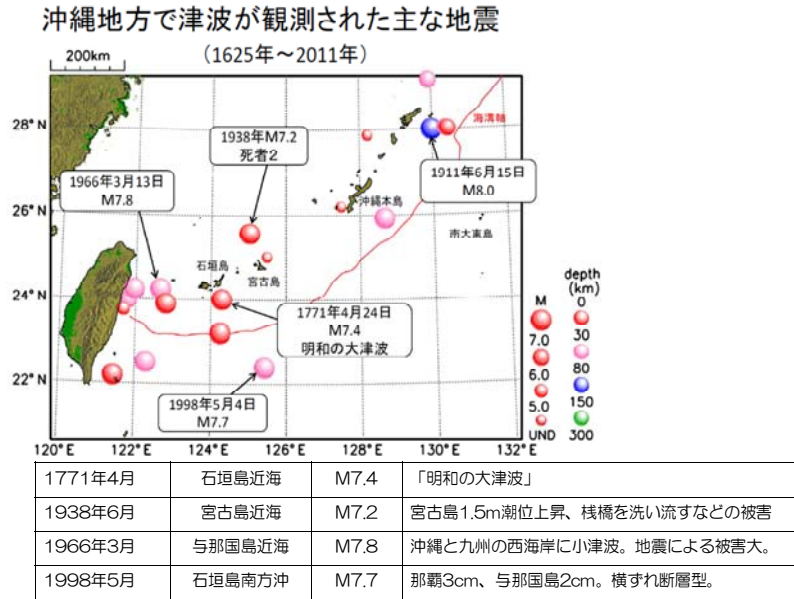 沖縄地方で津波が観測された主な地震
(1625年～2011年)
200km
28°N
26°N
24°N
22°N
120°E
122°E
124°E
126°E
128°E
130°E
132°E
海溝軸
1938年M7.2
死者2
1966年3月13日
M7.8
1911年6月15日
M8.0
沖縄本島
南大東島
石垣島
宮古島
1771年4月24日
M7.4
明和の大津波
1998年5月4日
M7.7
depth
(km)
M
0
7.0
30
6.0
80
5.0
150
UND
300
1771年4月 石垣島近海 M7.4 「明和の大津波」
1938年6月 宮古島近海 M7.2 宮古島1.5m潮位上昇、桟橋を洗い流すなどの被害
1966年3月 与那国島近海 M7.8 沖縄と九州の西海岸に小津波。地震による被害大。
1998年5月 石垣島南方沖 M7.7 那覇3cm、与那国島2cm。横ずれ断層型。